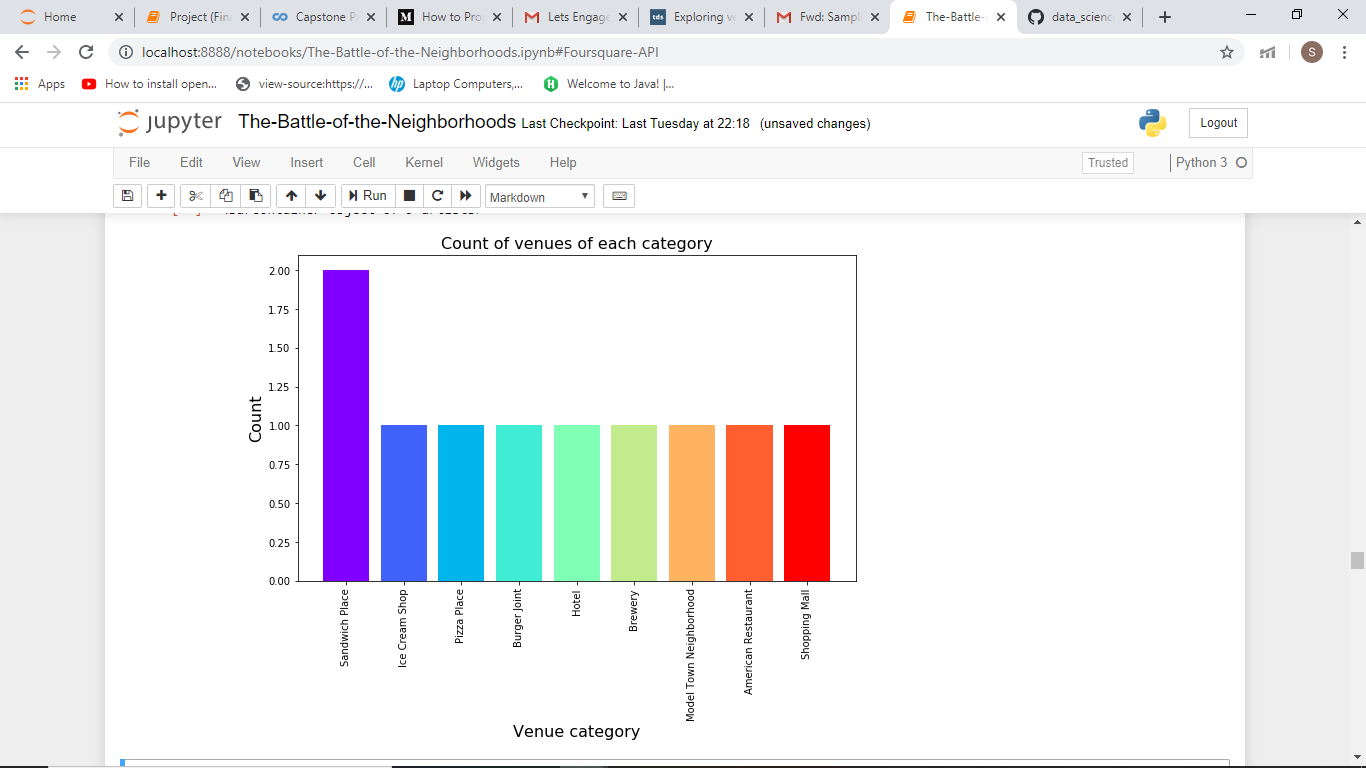 Home
Project (Fin
Capstone P
How to Pro
Lets Engage
tds Exploring v
Fwd: Sampl
The-Battle-
data_scienc
localhost:8888/notebooks/The-Battle-of-the-Neighborhoods.ipynb#Foursquare-API
S
Apps
How to install open...
view-source:https://...
hp Laptop Computers,...
Welcome to Java! |...
jupyter The-Battle-of-the-Neighborhoods Last Checkpoint: Last Tuesday at 22:18 (unsaved changes)
Logout
File Edit View Insert Cell Kernel Widgets Help
Trusted
Python 3
Run
Markdown
Count of venues of each category
2.00
1.75
1.50
1.25
1.00
0.75
0.50
0.25
0.00
Count
Sandwich Place
Ice Cream Shop
Pizza Place
Burger Joint
Hotel
Brewery
Model Town Neighborhood
American Restaurant
Shopping Mall
Venue category